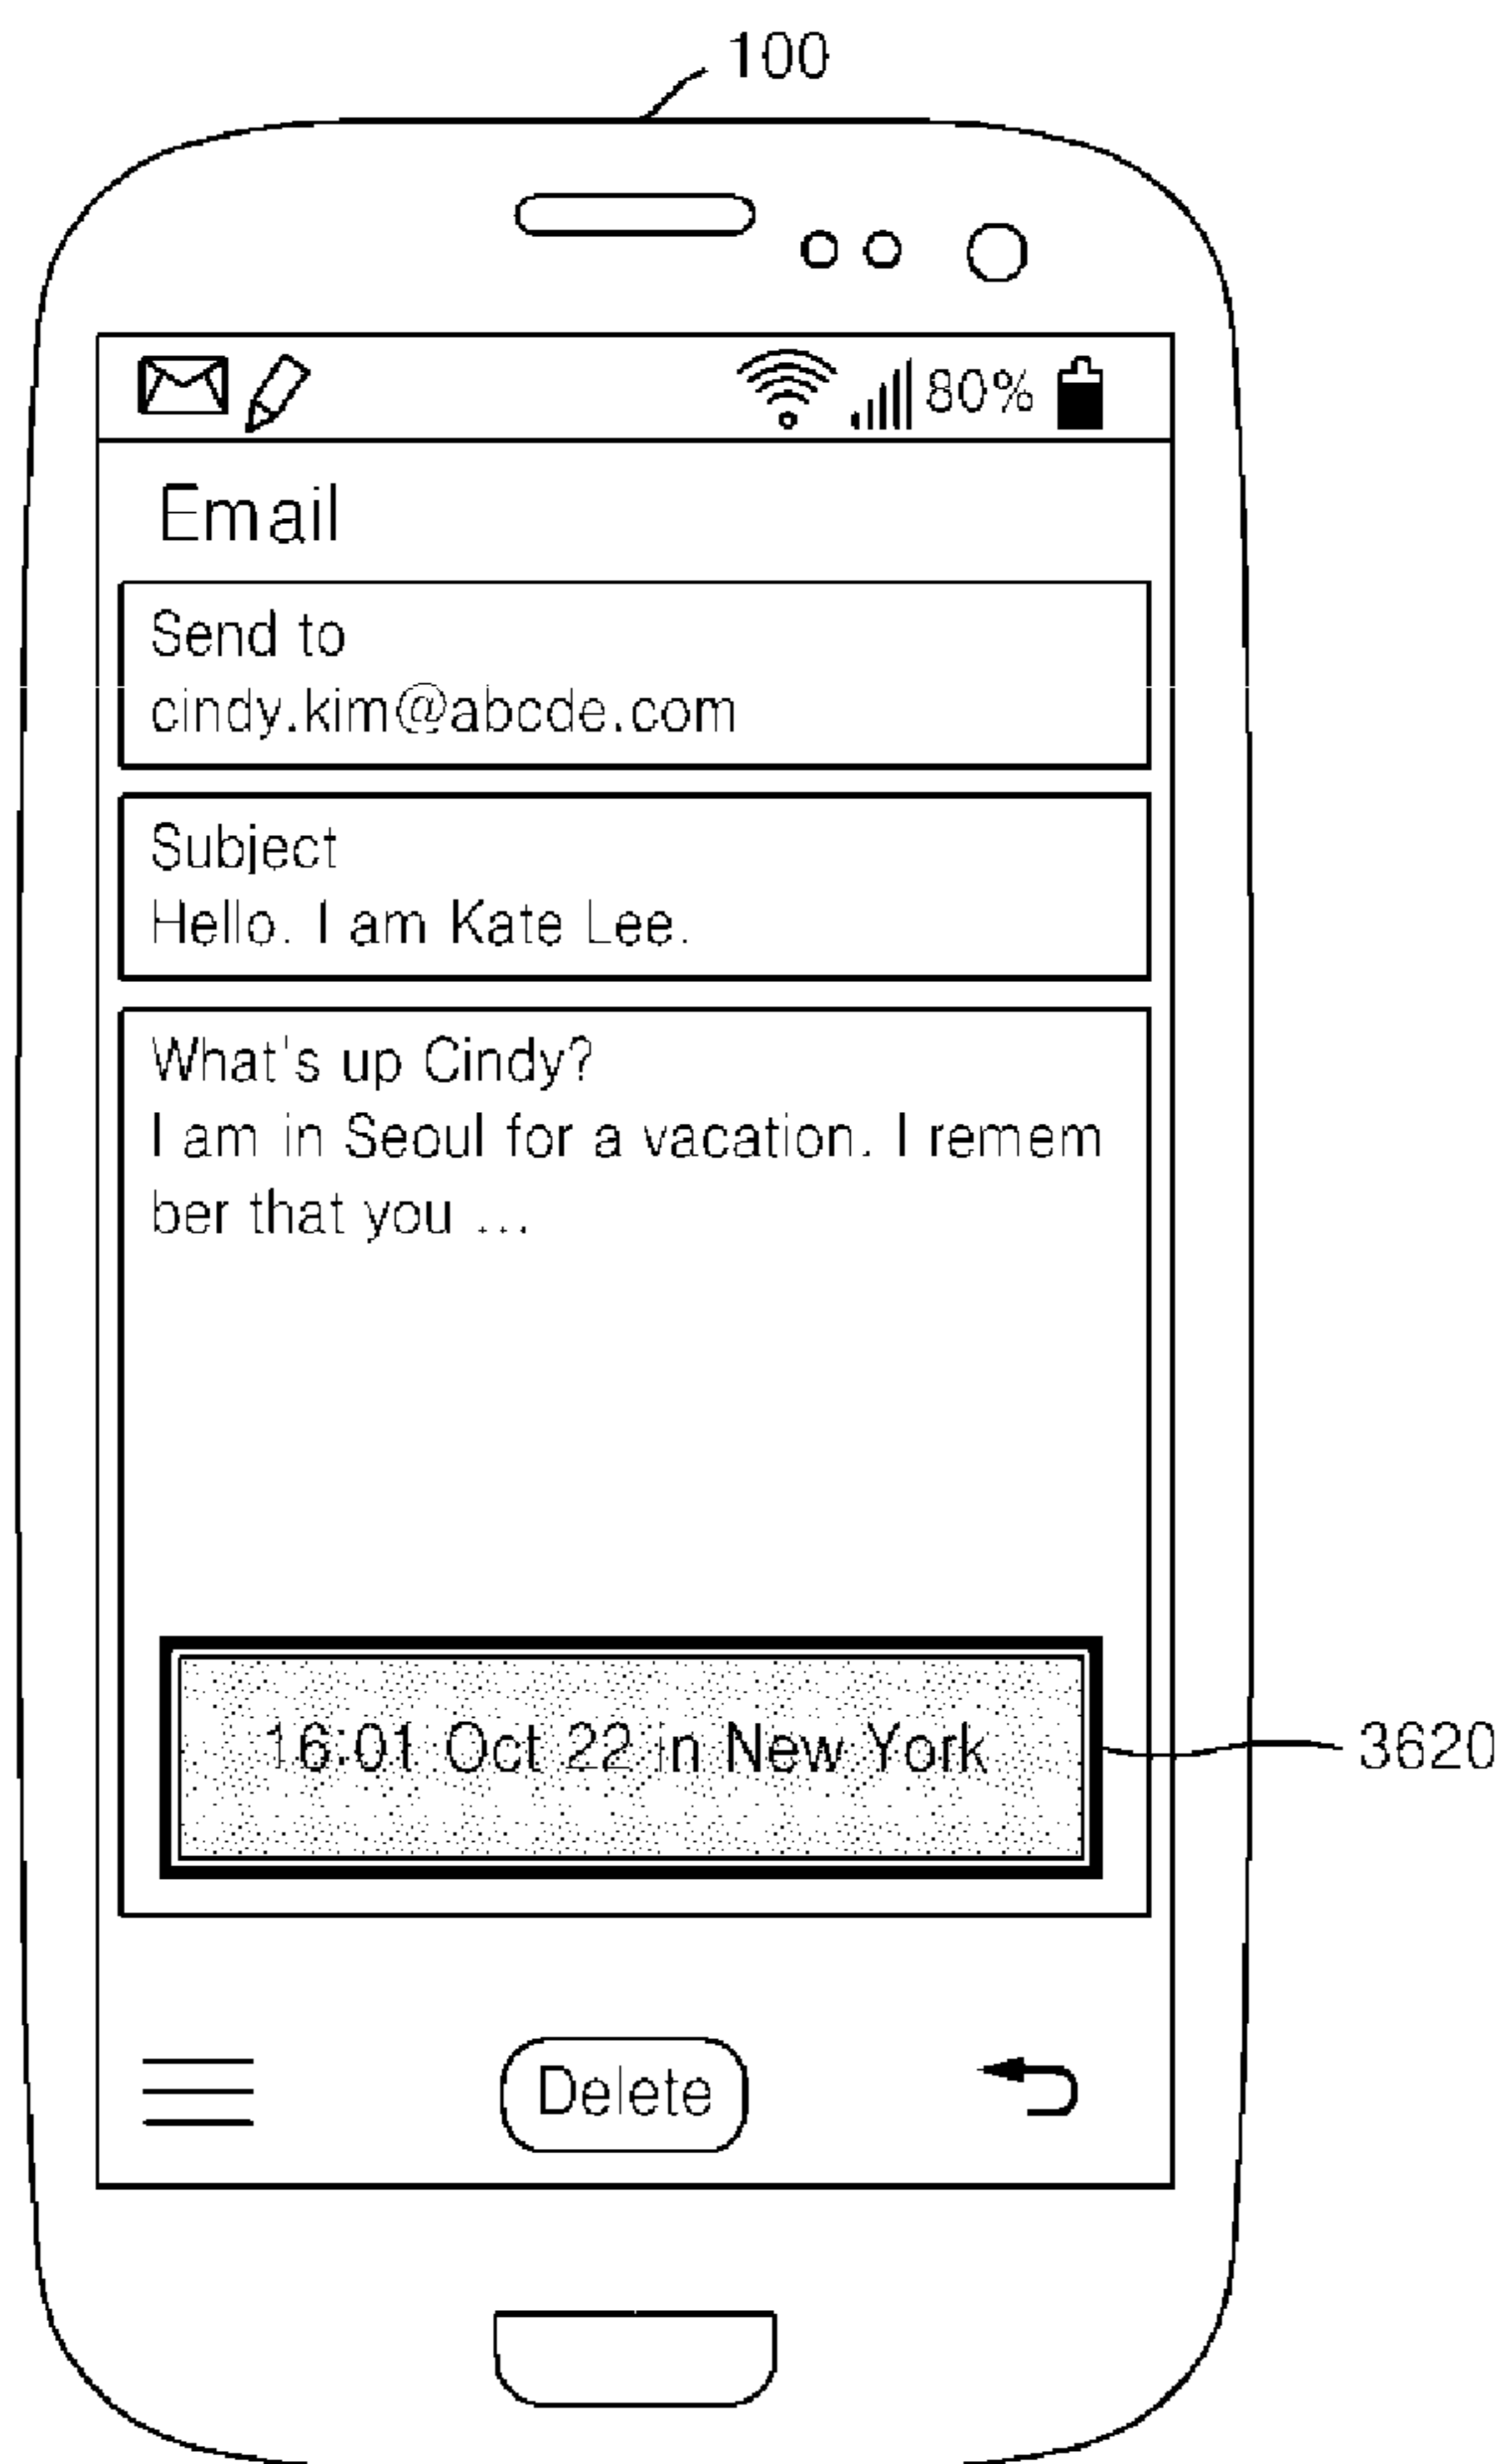 100
80%
Email
Send to
cindy.kim@abcde.com
Subject
Hello. I am Kate Lee.
What's up Cindy?
I am in Seoul for a vacation. I remem
ber that you ...
16:01 Oct 22 in New York
3620
Delete